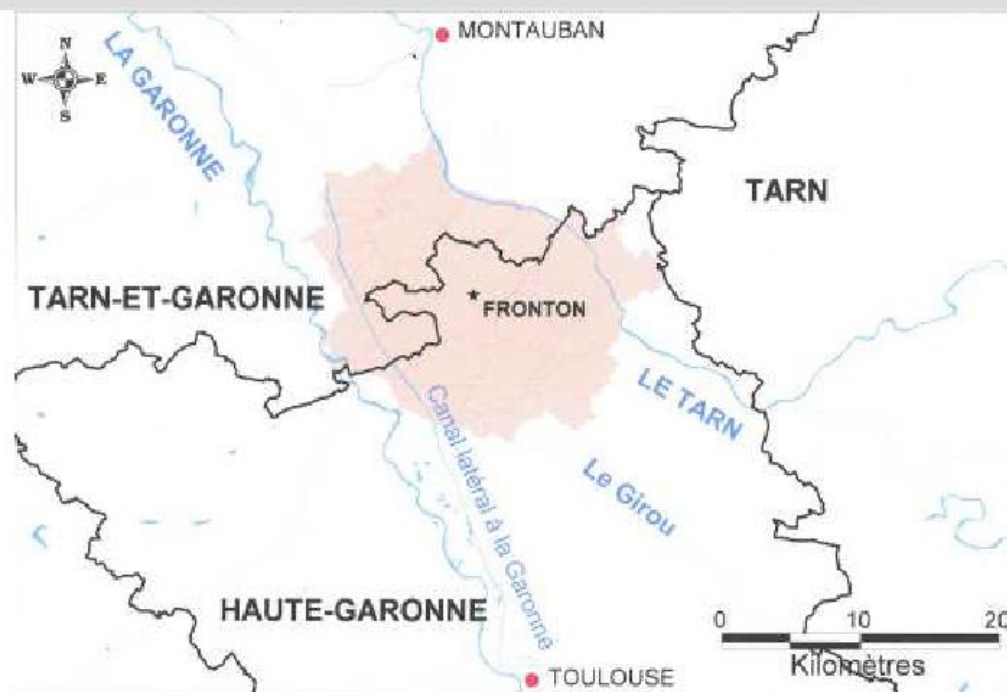 MONTAUBAN
N
W E
S
LA GARONNE
TARN
TARN-ET-GARONNE
FRONTON
LE TARN
Canal latéral à la Garonne
Le Girou
HAUTE-GARONNE
0 10 20
Kilomètres
TOULOUSE